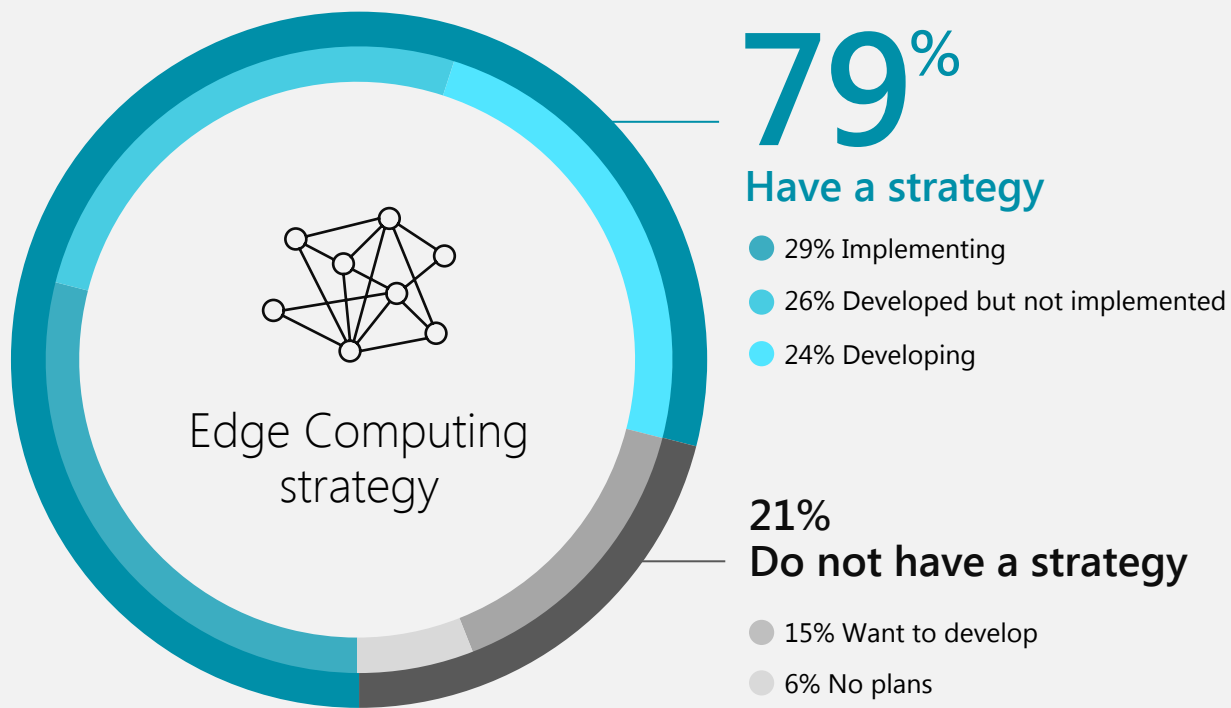 79%
Have a strategy
29% Implementing
26% Developed but not implemented
24% Developing
Edge Computing
strategy
21%
Do not have a strategy
15% Want to develop
6% No plans